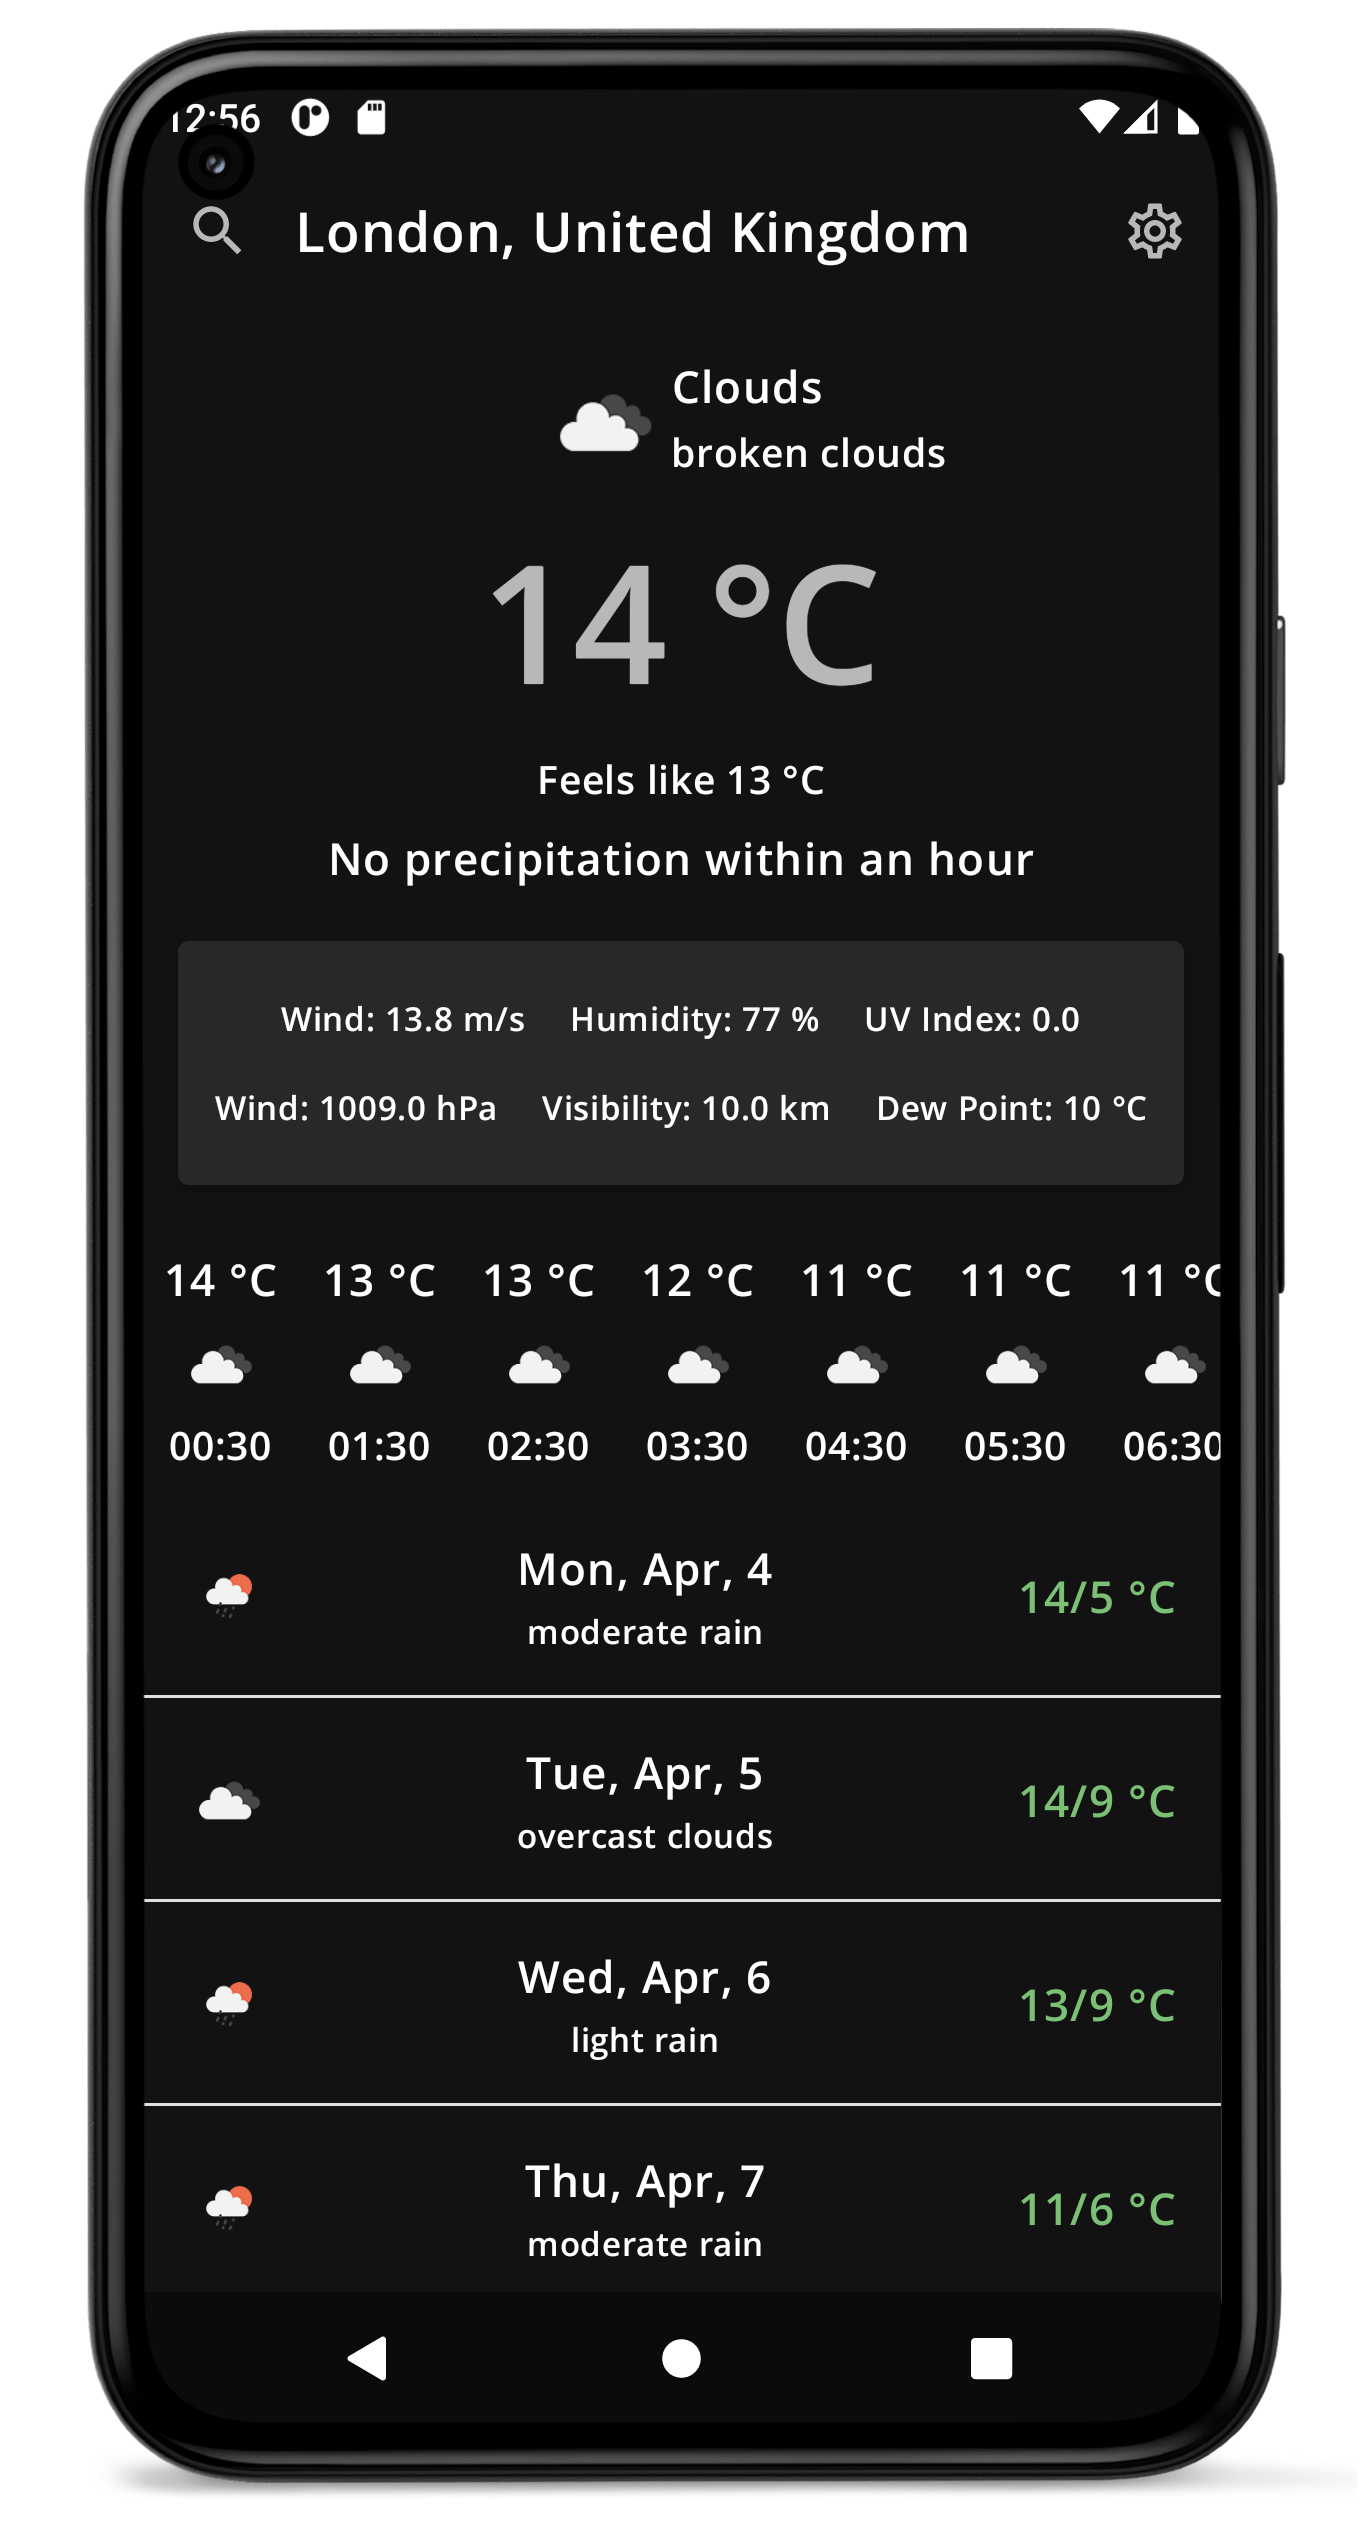 12:56
London, United Kingdom
Clouds
broken clouds
14 °C
Feels like 13 °C
No precipitation within an hour
Wind: 13.8 m/s Humidity: 77 % UV Index: 0.0
Wind: 1009.0 hPa Visibility: 10.0 km Dew Point: 10 °C
14 °C 13 °C 13 °C 12 °C 11 °C 11 °C 11 °C
00:30 01:30 02:30 03:30 04:30 05:30 06:30
Mon, Apr, 4
moderate rain
14/5 °C
Tue, Apr, 5
overcast clouds
14/9 °C
Wed, Apr, 6
light rain
13/9 °C
Thu, Apr, 7
moderate rain
11/6 °C